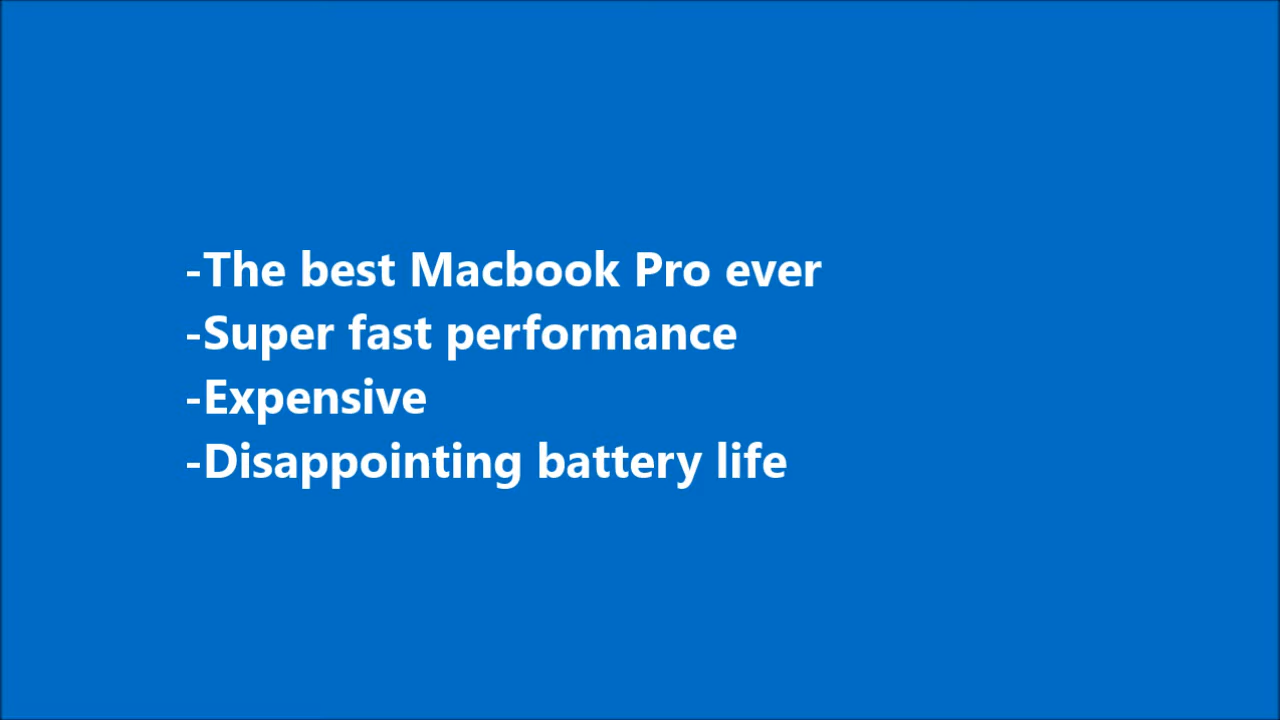 -The best Macbook Pro ever
-Super fast performance
-Expensive
-Disappointing battery life